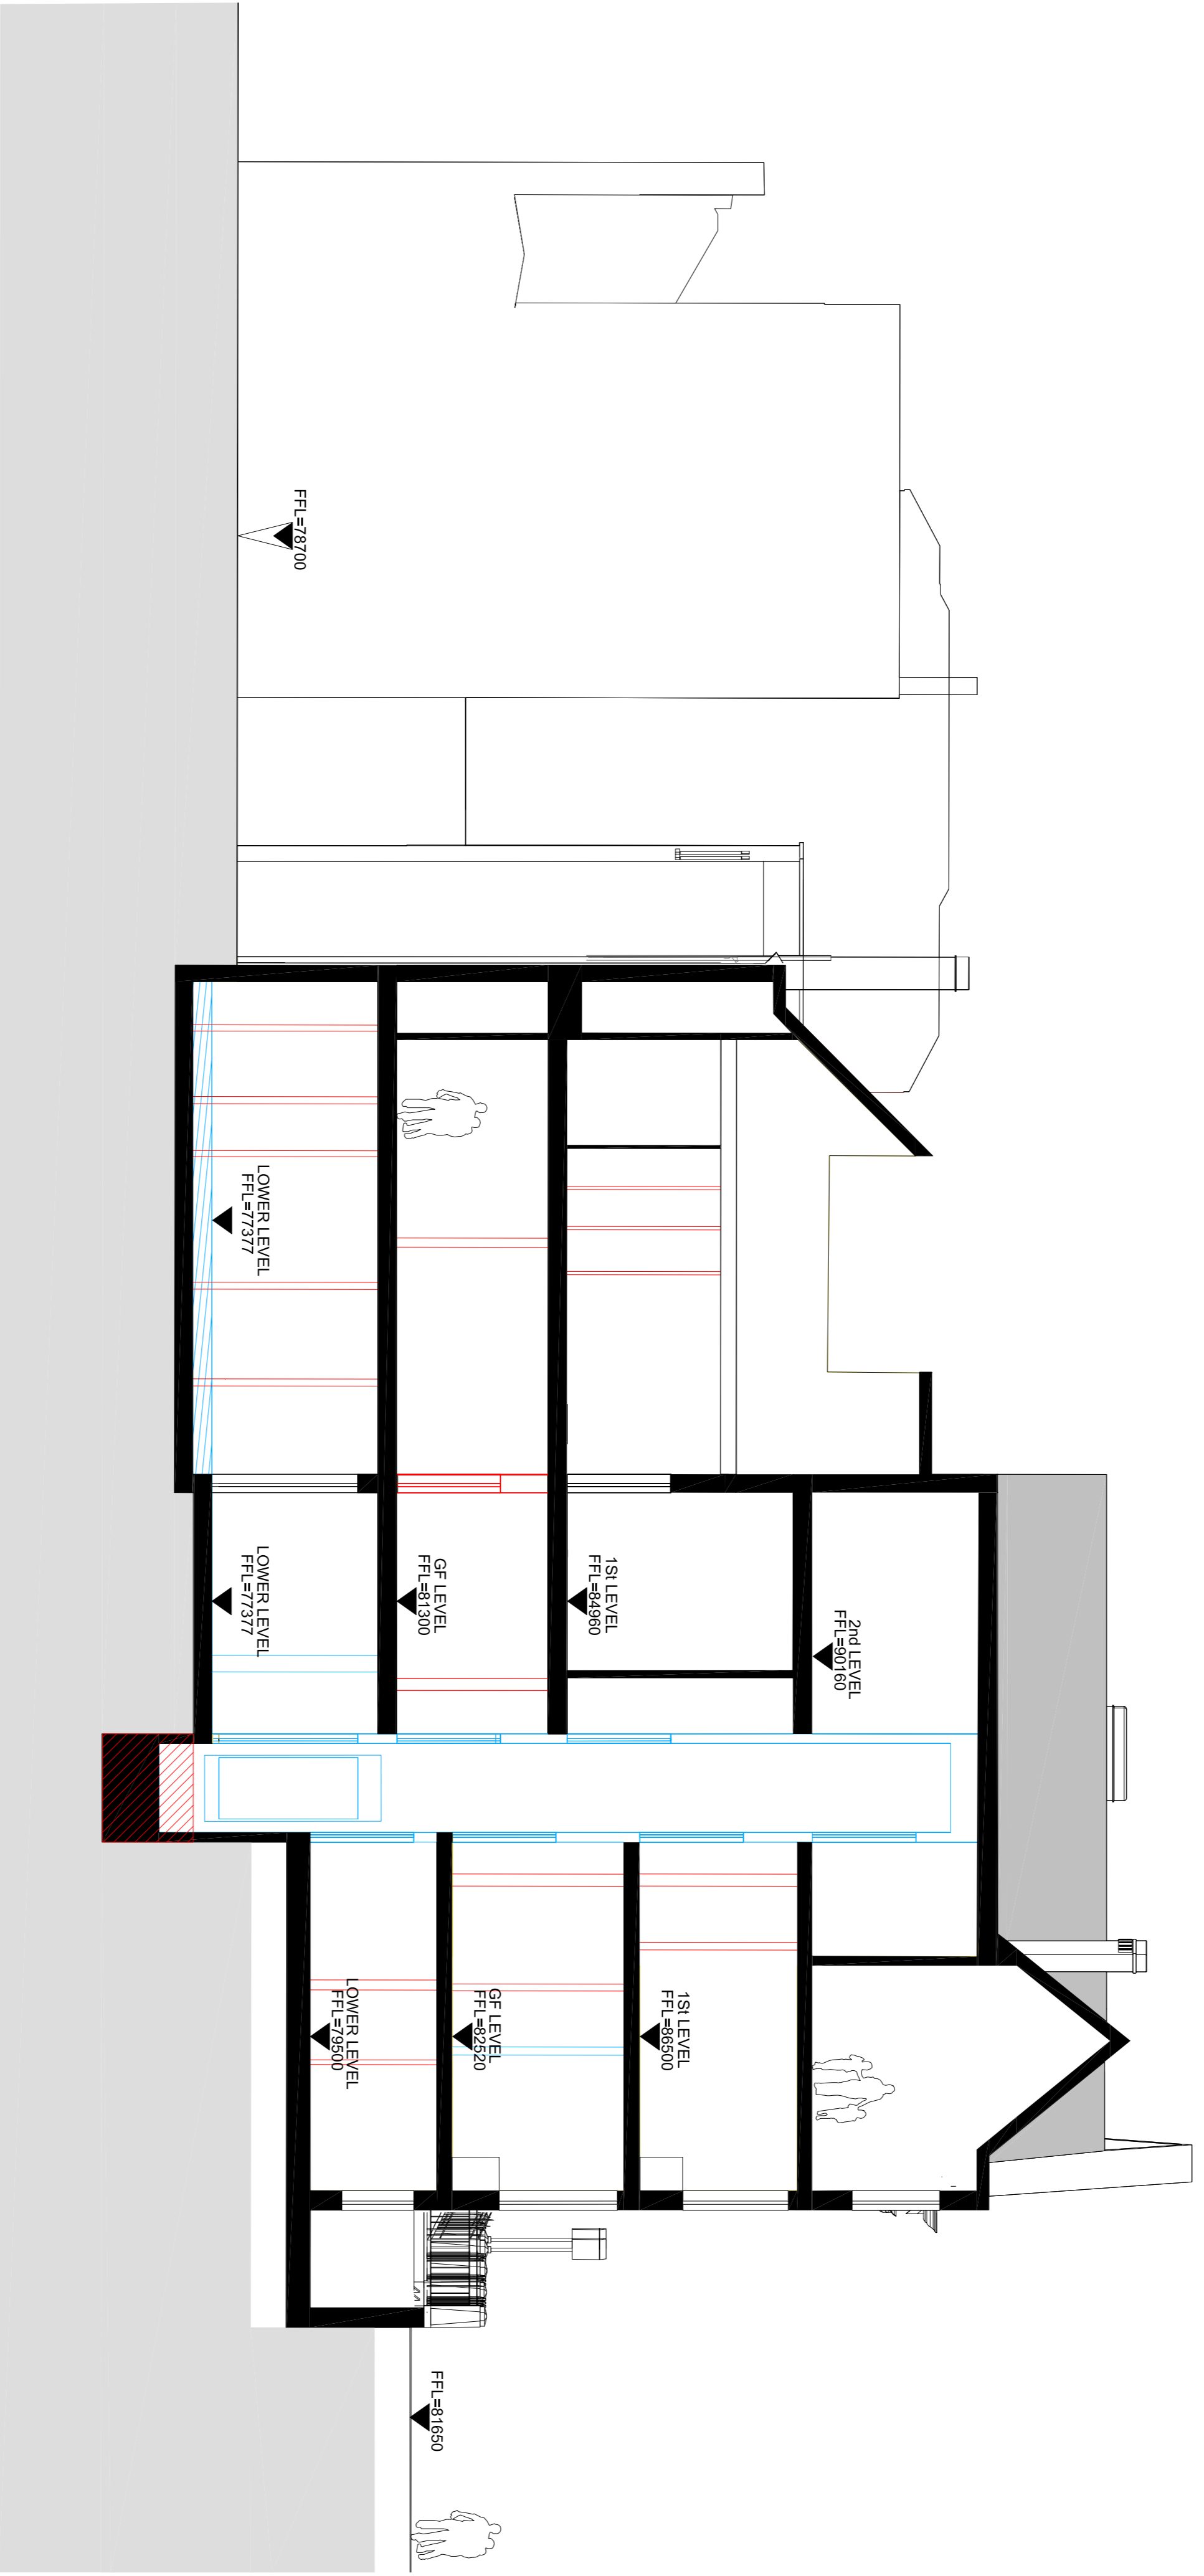 FFL=78700
LOWER LEVEL
FFL=77377
LOWER LEVEL
FFL=77377
GF LEVEL
FFL=81300
1St LEVEL
FFL=84960
2nd LEVEL
FFL=90160
LOWER LEVEL
FFL=79500
GF LEVEL
FFL=82520
1St LEVEL
FFL=86500
FFL=81650